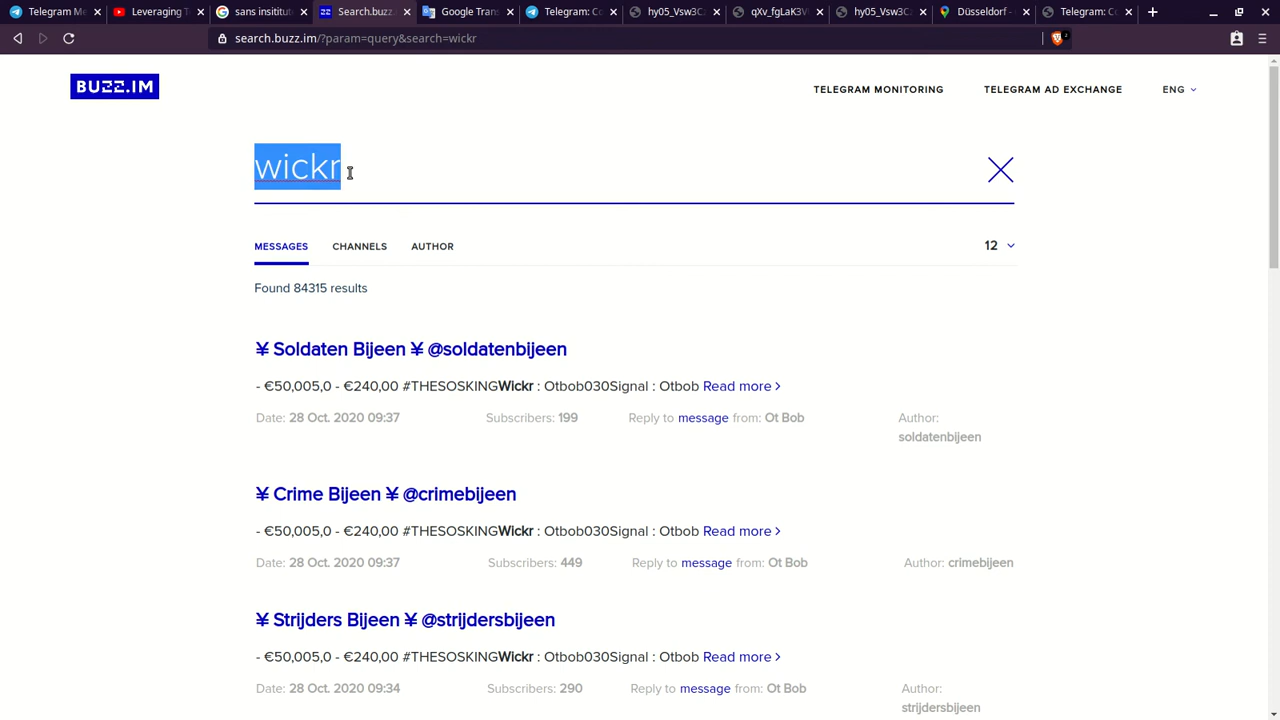 Telegram Me
Leveraging T
sans insititut
Search.buzz.
Google Tran
Telegram: Co
hy05_Vsw3Cz
qXv_fgLaK3V
hy05_Vsw3Cz
Düsseldorf -
Telegram: Co
search.buzz.im/?param=query&search=wickr
BUZZ.IM
TELEGRAM MONITORING
TELEGRAM AD EXCHANGE
ENG
wickr
MESSAGES CHANNELS AUTHOR 12
Found 84315 results
¥ Soldaten Bijeen ¥ @soldatenbijeen
- €50,005,0 - €240,00 #THESOSKINGWickr : Otbob030Signal : Otbob Read more >
Date: 28 Oct. 2020 09:37 Subscribers: 199 Reply to message from: Ot Bob Author:
soldatenbijeen
¥ Crime Bijeen ¥ @crimebijeen
- €50,005,0 - €240,00 #THESOSKINGWickr : Otbob030Signal : Otbob Read more >
Date: 28 Oct. 2020 09:37 Subscribers: 449 Reply to message from: Ot Bob Author: crimebijeen
¥ Strijders Bijeen ¥ @strijdersbijeen
- €50,005,0 - €240,00 #THESOSKINGWickr : Otbob030Signal : Otbob Read more >
Date: 28 Oct. 2020 09:34 Subscribers: 290 Reply to message from: Ot Bob Author:
strijdersbijeen